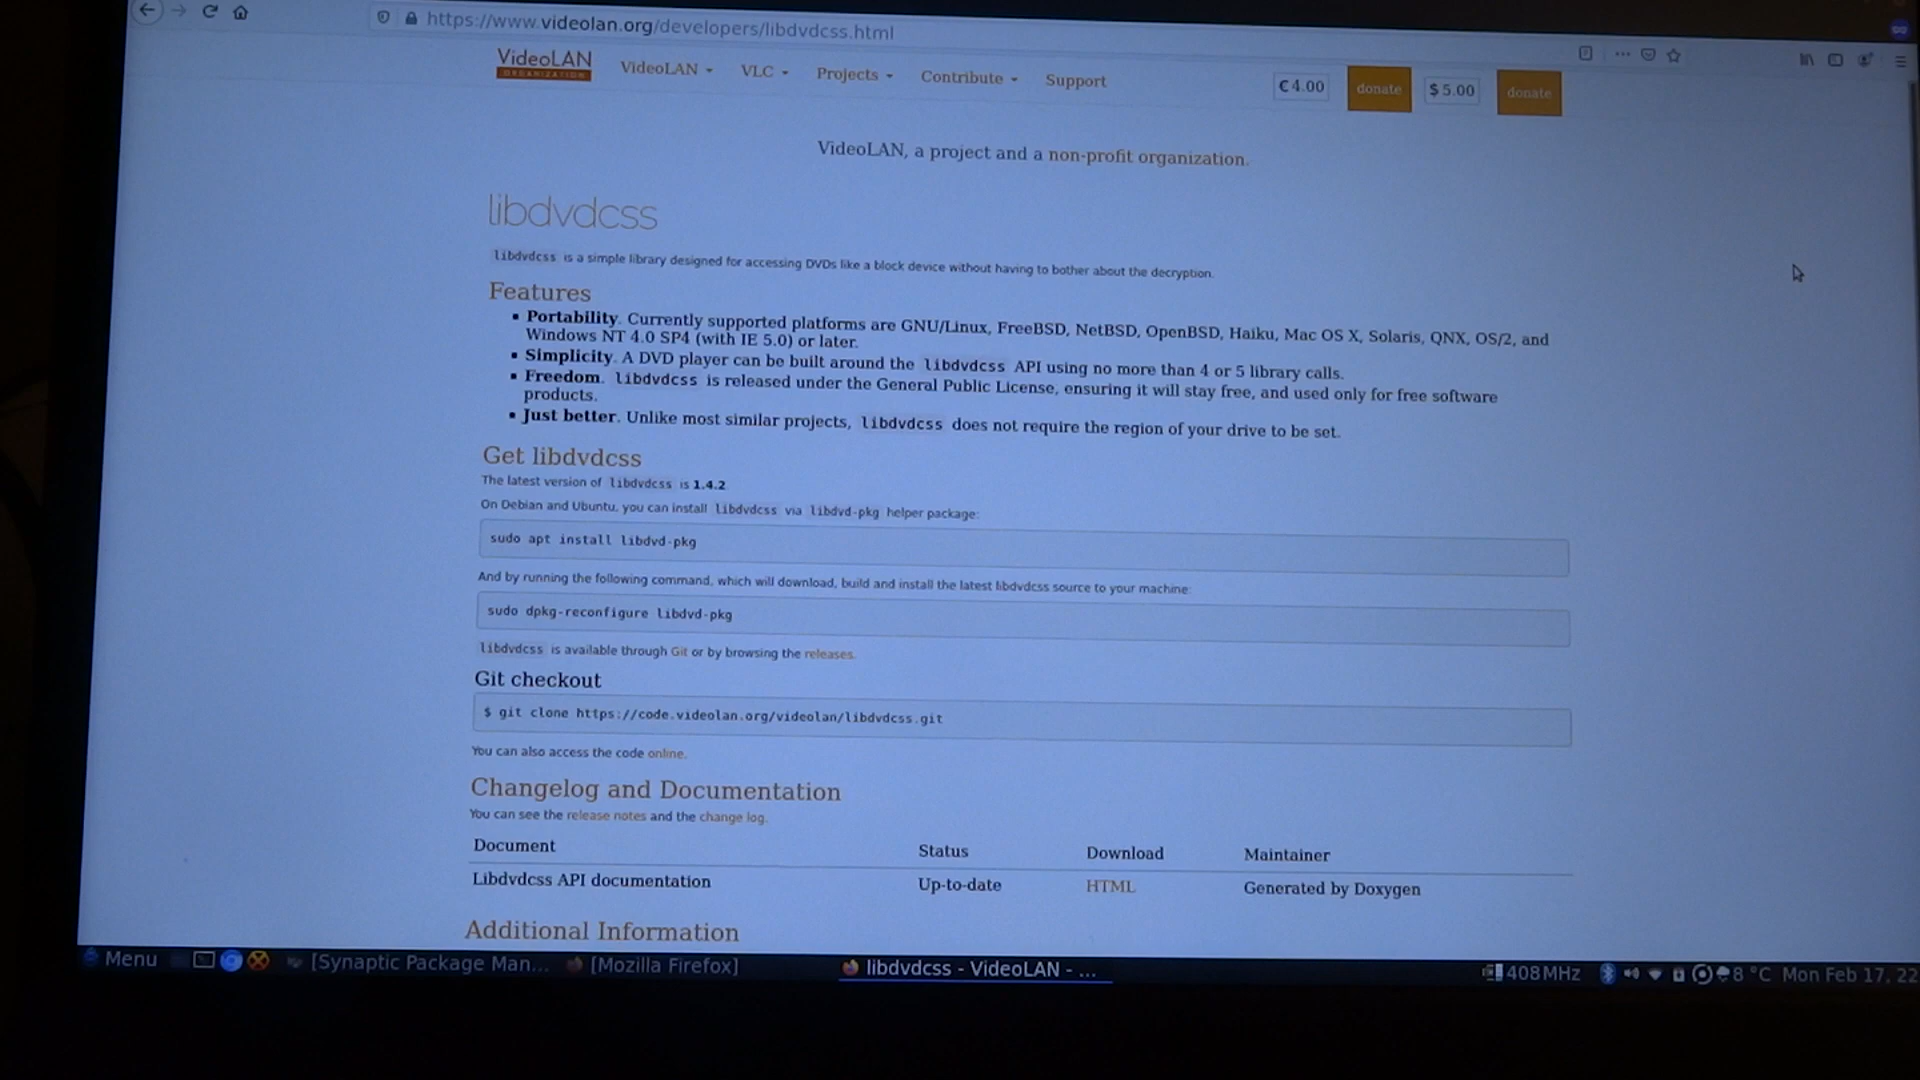 https://www.videolan.org/developers/libdvdcss.html
VideoLAN
ORGANIZATION
VideoLAN VLC Projects Contribute Support
€ 4.00 donate $ 5.00 donate
VideoLAN, a project and a non-profit organization.
libdvdcss
libdvdcss is a simple library designed for accessing DVDs like a block device without having to bother about the decryption.
Features
Portability. Currently supported platforms are GNU/Linux, FreeBSD, NetBSD, OpenBSD, Haiku, Mac OS X, Solaris, QNX, OS/2, and
Windows NT 4.0 SP4 (with IE 5.0) or later.
Simplicity. A DVD player can be built around the libdvdcss API using no more than 4 or 5 library calls.
Freedom. libdvdcss is released under the General Public License, ensuring it will stay free, and used only for free software
products.
Just better. Unlike most similar projects, libdvdcss does not require the region of your drive to be set.
Get libdvdcss
The latest version of libdvdcss is 1.4.2
On Debian and Ubuntu, you can install libdvdcss via libdvd-pkg helper package:
sudo apt install libdvd-pkg
And by running the following command, which will download, build and install the latest libdvdcss source to your machine:
sudo dpkg-reconfigure libdvd-pkg
libdvdcss is available through Git or by browsing the releases.
Git checkout
$ git clone https://code.videolan.org/videolan/libdvdcss.git
You can also access the code online.
Changelog and Documentation
You can see the release notes and the change log.
Document Status Download Maintainer
Libdvdcss API documentation Up-to-date HTML Generated by Doxygen
Additional Information
Menu [Synaptic Package Man... [Mozilla Firefox] libdvdcss - VideoLAN - ... 408MHz 8 °C Mon Feb 17, 22